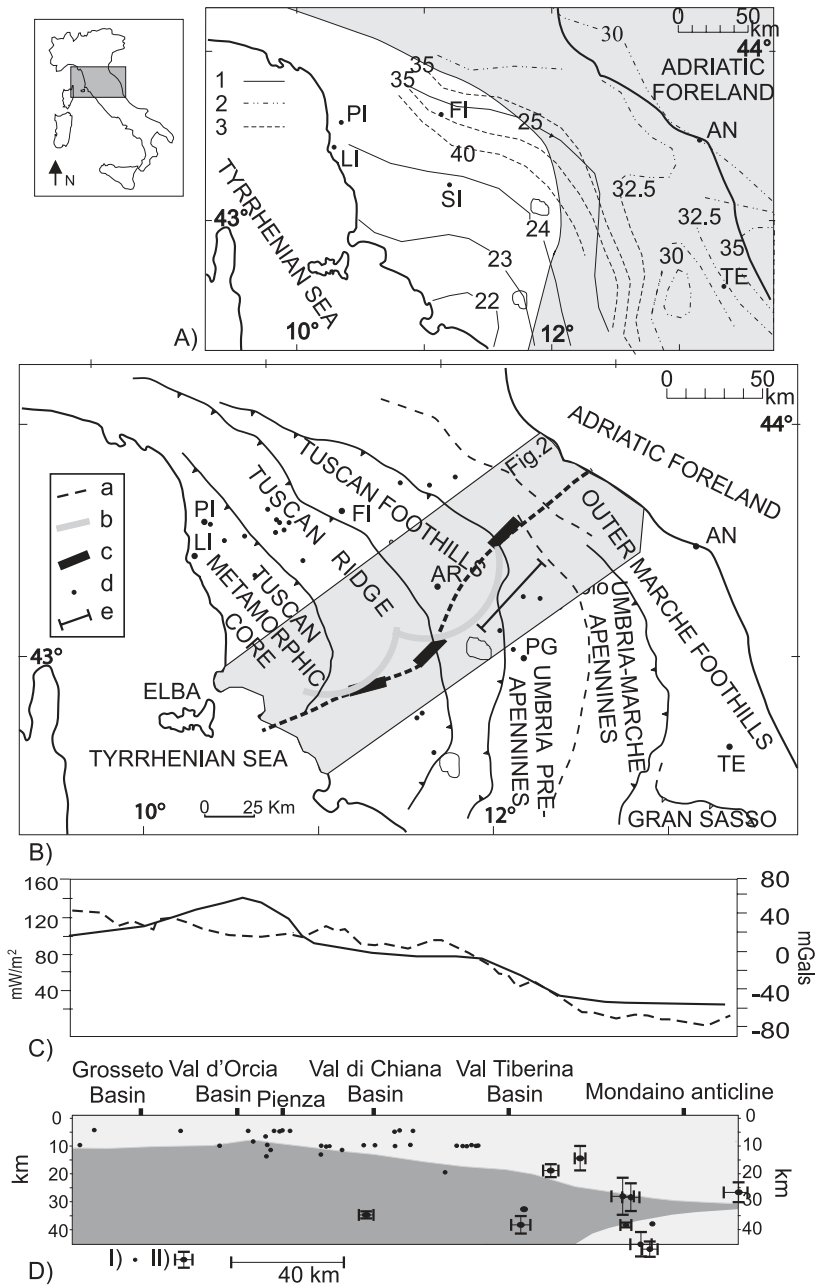 0 50
km
30
44°
ADRIATIC
FORELAND
35
35
1
2
3
PI
FI
25
AN
LI
40
N
SI
32.5
43°
24
32.5
TYRRHENIAN SEA
23
30
35
TE
22
10°
12°
A)
0 50
km
44°
Fig.2
ADRIATIC FORELAND
TUSCAN FOOTHILLS
TUSCAN RIDGE
OUTER MARCHE FOOTHILLS
a
b
c
d
e
PI
FI
LI
AN
AR
TUSCAN
METAMORPHIC
CORE
43°
PG
UMBRIA-MARCHE
APENNINES
UMBRIA PRE-
APENNINES
ELBA
TYRRHENIAN SEA
TE
10°
0 25 Km
12°
GRAN SASSO
B)
160
120
80
40
mW/m²
80
40
0
-40
-80
mGals
C)
Grosseto
Basin
Val d'Orcia
Basin
Pienza
Val di Chiana
Basin
Val Tiberina
Basin
Mondaino anticline
0
10
20
30
40
km
0
10
20
30
40
km
D)
I) II)
40 km